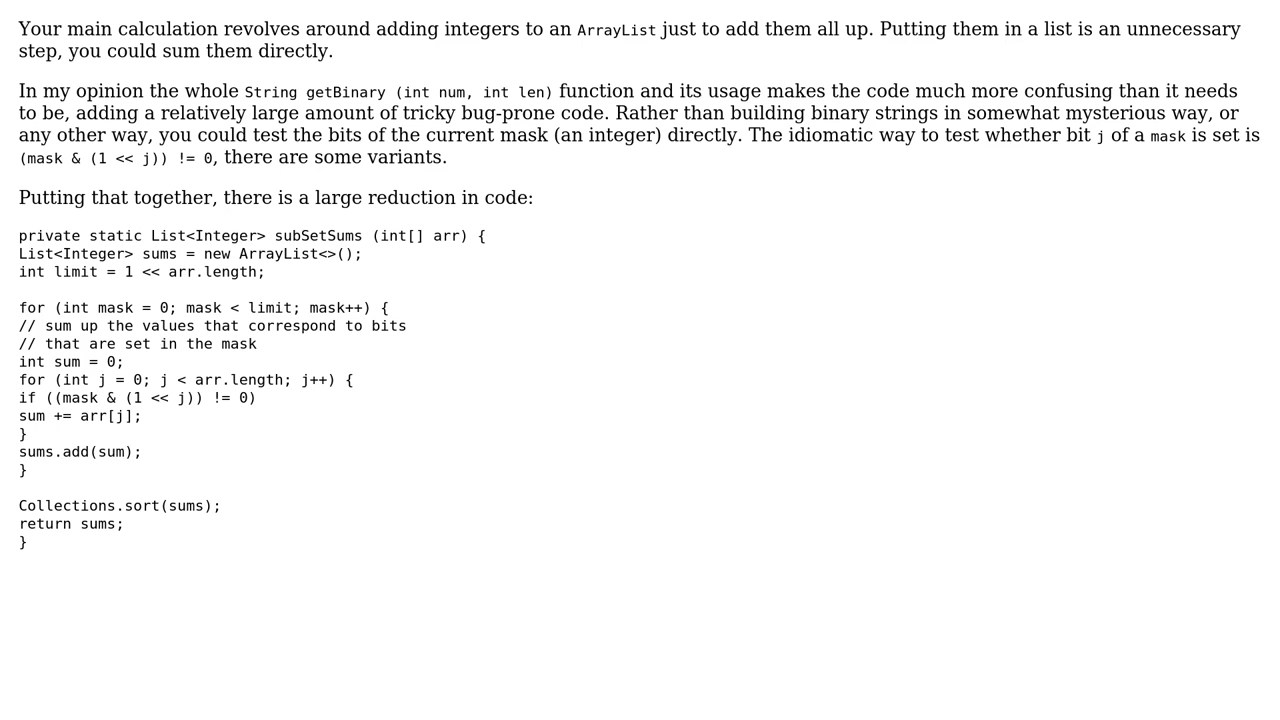 Your main calculation revolves around adding integers to an ArrayList just to add them all up. Putting them in a list is an unnecessary
step, you could sum them directly.
In my opinion the whole String getBinary (int num, int len) function and its usage makes the code much more confusing than it needs
to be, adding a relatively large amount of tricky bug-prone code. Rather than building binary strings in somewhat mysterious way, or
any other way, you could test the bits of the current mask (an integer) directly. The idiomatic way to test whether bit j of a mask is set is
(mask & (1 << j)) != 0, there are some variants.
Putting that together, there is a large reduction in code:
private static List<Integer> subSetSums (int[] arr) {
List<Integer> sums = new ArrayList<>();
int limit = 1 << arr.length;
for (int mask = 0; mask < limit; mask++) {
// sum up the values that correspond to bits
// that are set in the mask
int sum = 0;
for (int j = 0; j < arr.length; j++) {
if ((mask & (1 << j)) != 0)
sum += arr[j];
}
sums.add(sum);
}
Collections.sort(sums);
return sums;
}